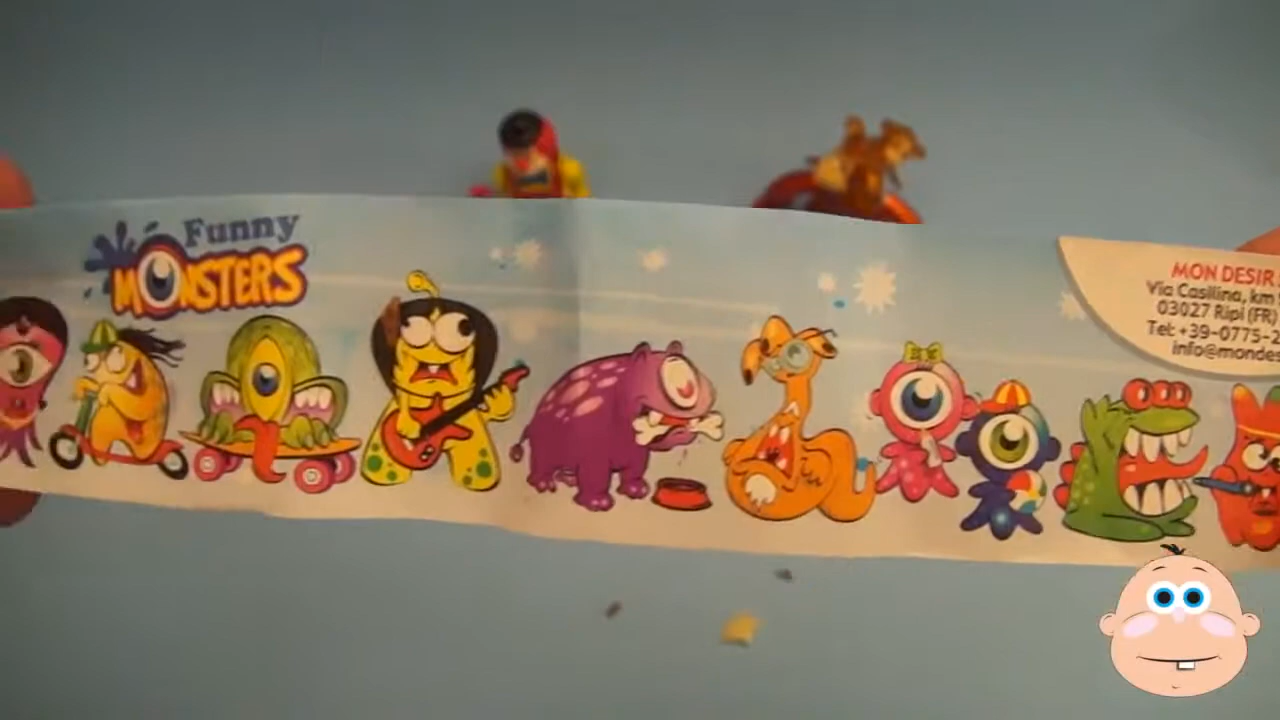 Funny
MONSTERS
MON DESIR
Via Casilina, km
03027 Ripi (FR)
Tel: +39-0775-2
info@mondes